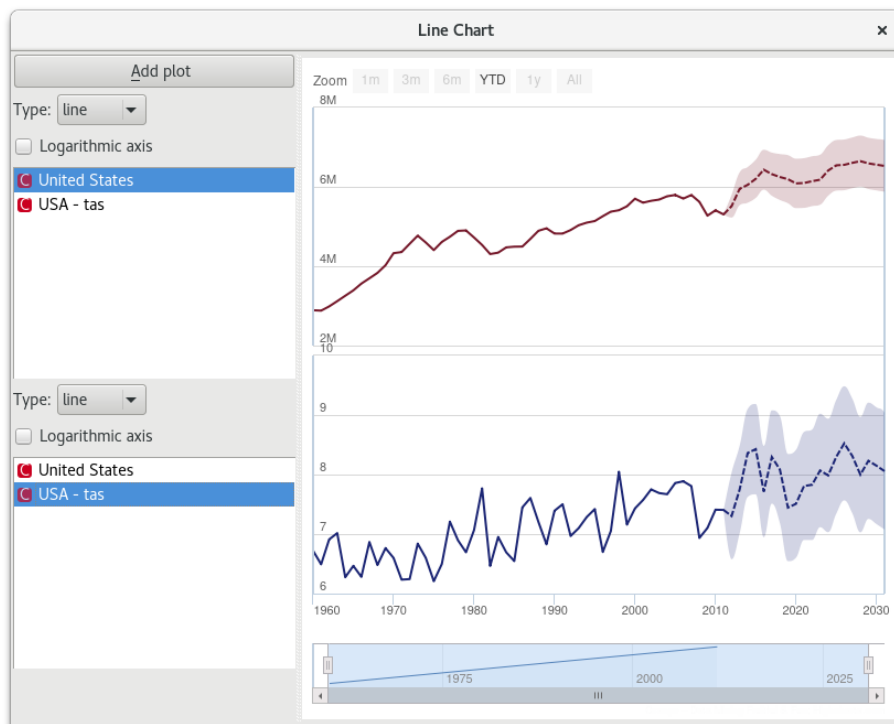 Line Chart ×
Add plot
Type: line
Logarithmic axis
C United States
C USA - tas
Type: line
Logarithmic axis
C United States
C USA - tas
Zoom 1m 3m 6m YTD 1y All
8M
6M
4M
2M
10
9
8
7
6
1960 1970 1980 1990 2000 2010 2020 2030
1975 2000 2025